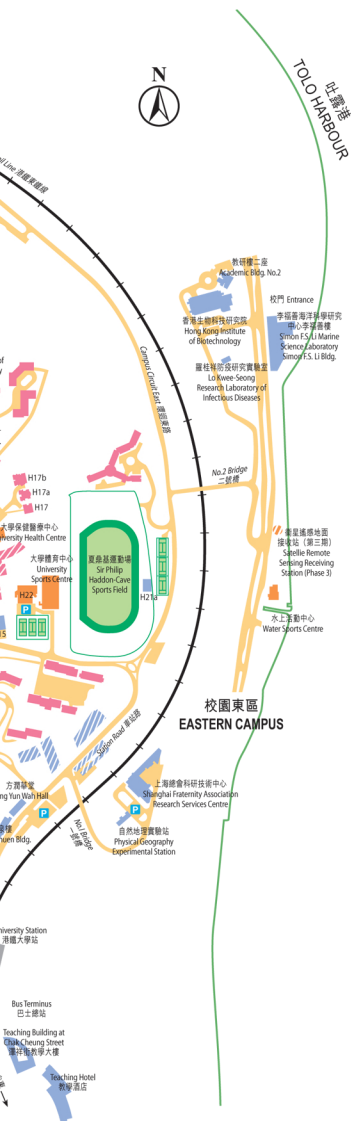 N
吐露港
TOLO HARBOUR
Line 港鐵東鐵綫
教研樓二座
Academic Bldg. No.2
校門 Entrance
香港生物科技研究院
Hong Kong Institute
of Biotechnology
李福善海洋科學研究
中心李福善樓
Simon F.S. Li Marine
Science Laboratory
Simon F.S. Li Bldg.
羅桂祥防疫研究實驗室
Lo Kwee-Seong
Research Laboratory of
Infectious Diseases
Campus Circuit East 環迴東路
of
No.2 Bridge
二號橋
H17b
H17a
H17
大學保健醫療中心
iversity Health Centre
大學體育中心
University
Sports Centre
夏鼎基運動場
Sir Philip
Haddon-Cave
Sports Field
衞星遙感地面
接收站（第三期）
Satellie Remote
Sensing Receiving
Station (Phase 3)
H22
H21a
P
15
水上活動中心
Water Sports Centre
校園東區
EASTERN CAMPUS
Station Road 車站路
方潤華堂
ng Yun Wah Hall
上海總會科研技術中心
Shanghai Fraternity Association
Research Services Centre
P
P
No.1 Bridge
一號橋
自然地理實驗站
Physical Geography
Experimental Station
樓
huen Bldg.
iversity Station
港鐵大學站
Bus Terminus
巴士總站
Teaching Building at
Chak Cheung Street
澤祥街教學大樓
Teaching Hotel
教學酒店